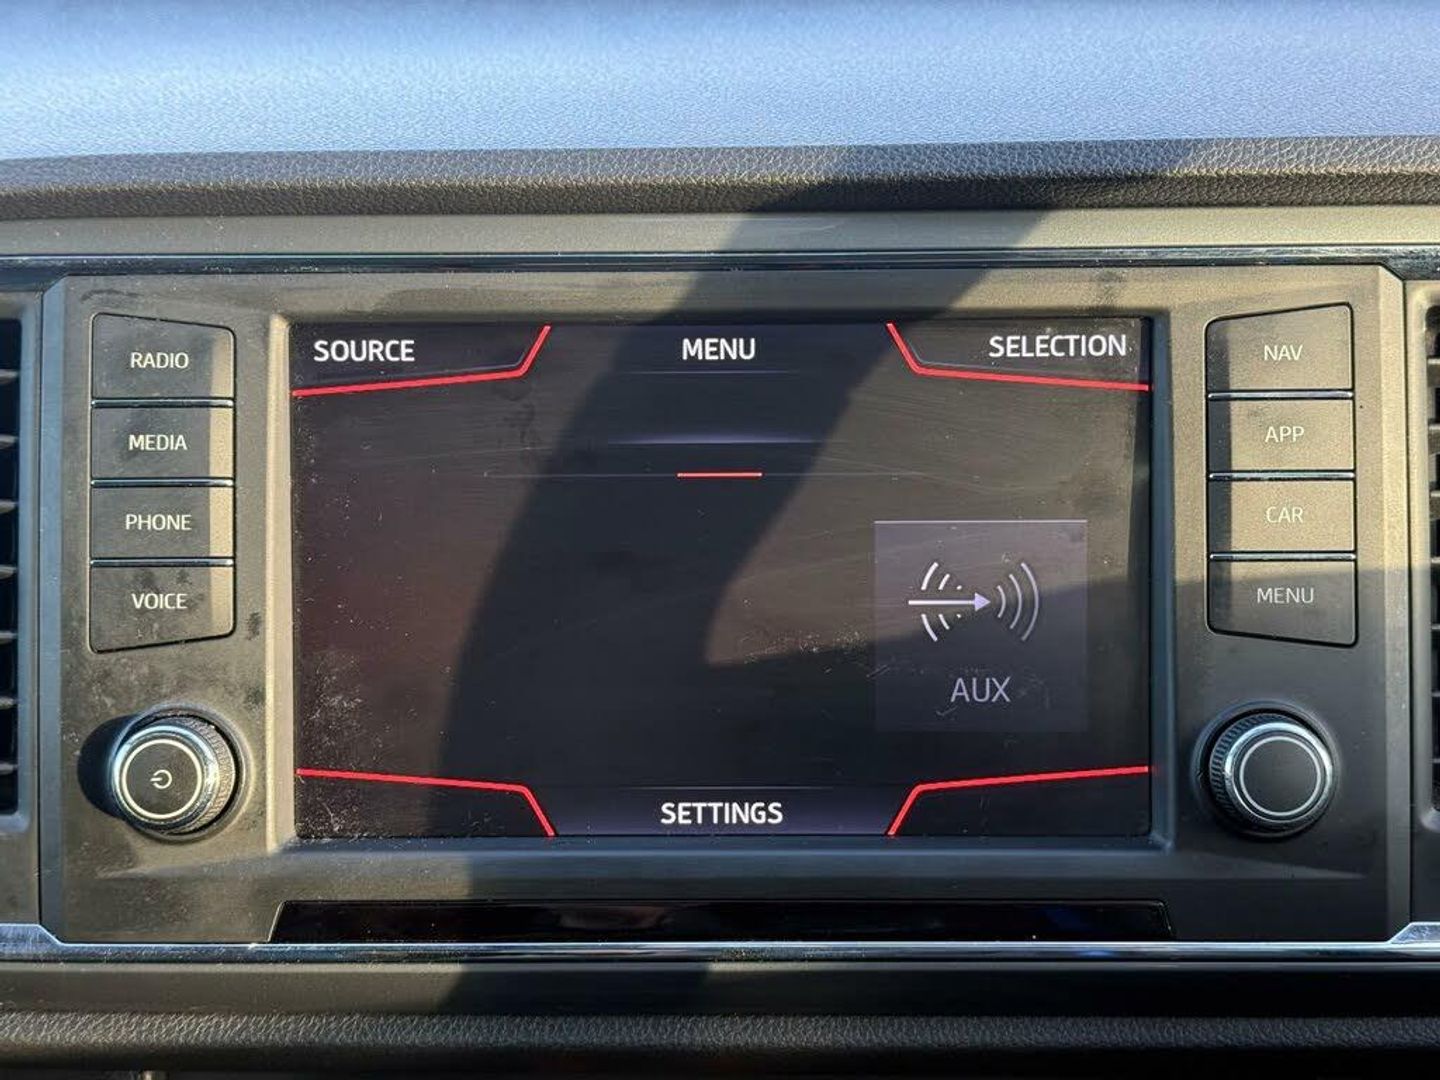 RADIO
MEDIA
PHONE
VOICE
SOURCE
MENU
SELECTION
AUX
SETTINGS
NAV
APP
CAR
MENU